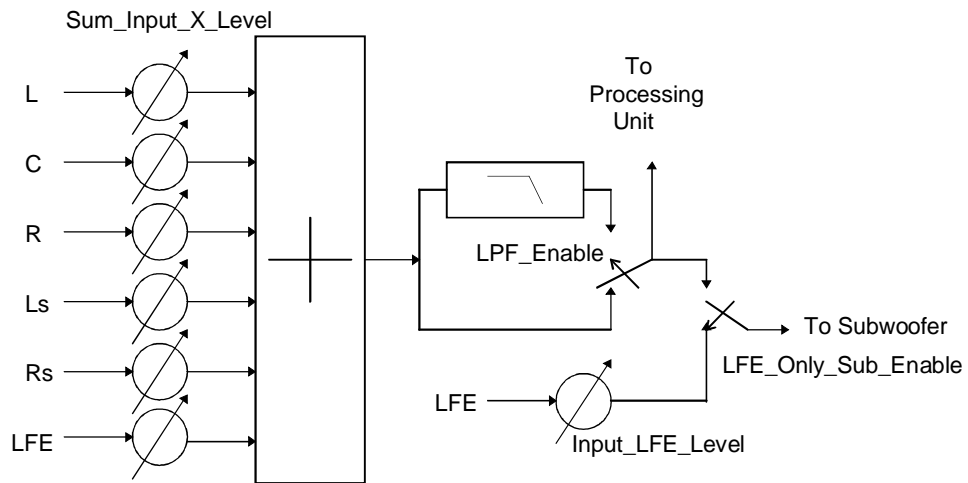 Sum_Input_X_Level
L
C
R
Ls
Rs
LFE
To
Processing
Unit
LPF_Enable
To Subwoofer
LFE_Only_Sub_Enable
LFE
Input_LFE_Level